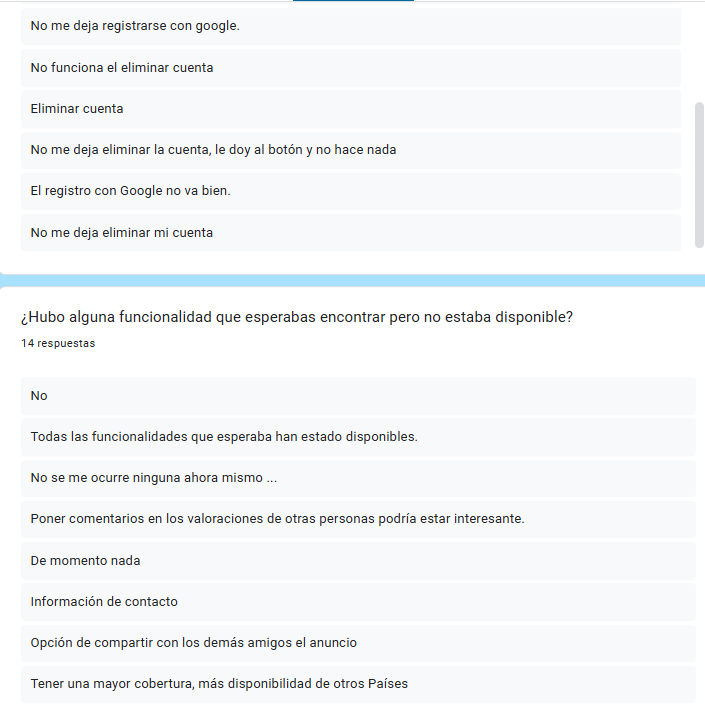 No me deja registrarse con google.
No funciona el eliminar cuenta
Eliminar cuenta
No me deja eliminar la cuenta, le doy al botón y no hace nada
El registro con Google no va bien.
No me deja eliminar mi cuenta
¿Hubo alguna funcionalidad que esperabas encontrar pero no estaba disponible?
14 respuestas
No
Todas las funcionalidades que esperaba han estado disponibles.
No se me ocurre ninguna ahora mismo ...
Poner comentarios en los valoraciones de otras personas podría estar interesante.
De momento nada
Información de contacto
Opción de compartir con los demás amigos el anuncio
Tener una mayor cobertura, más disponibilidad de otros Países